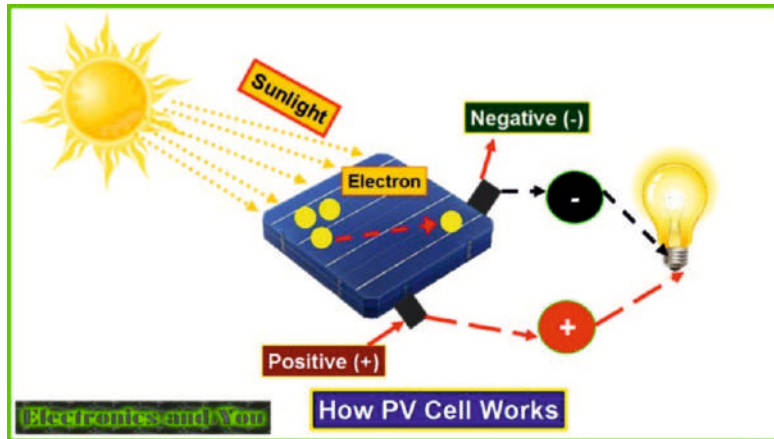 Sunlight
Negative (-)
Electron
-
+
Positive (+)
How PV Cell Works
Electronics and You